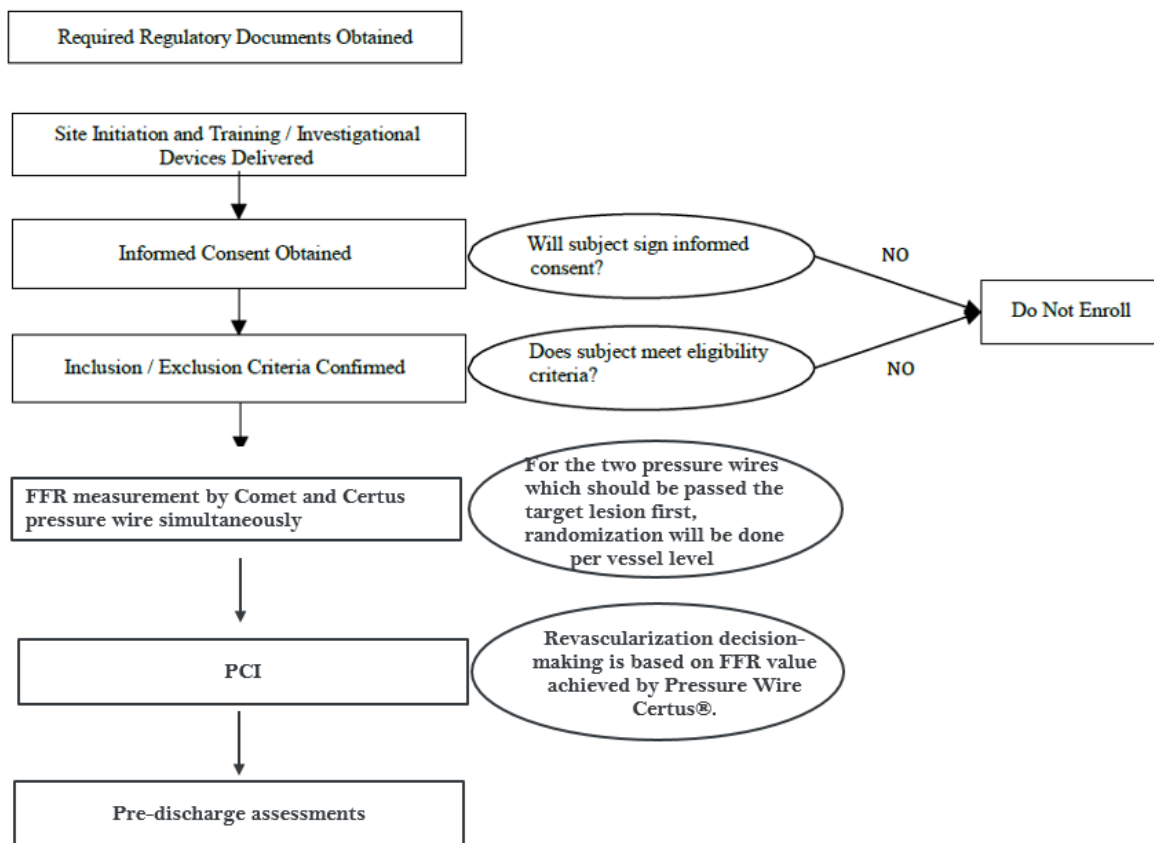 Required Regulatory Documents Obtained
Site Initiation and Training / Investigational
Devices Delivered
Informed Consent Obtained
Will subject sign informed
consent?
NO
Do Not Enroll
Inclusion / Exclusion Criteria Confirmed
Does subject meet eligibility
criteria?
NO
FFR measurement by Comet and Certus
pressure wire simultaneously
For the two pressure wires
which should be passed the
target lesion first,
randomization will be done
per vessel level
PCI
Revascularization decision-
making is based on FFR value
achieved by Pressure Wire
Certus®.
Pre-discharge assessments